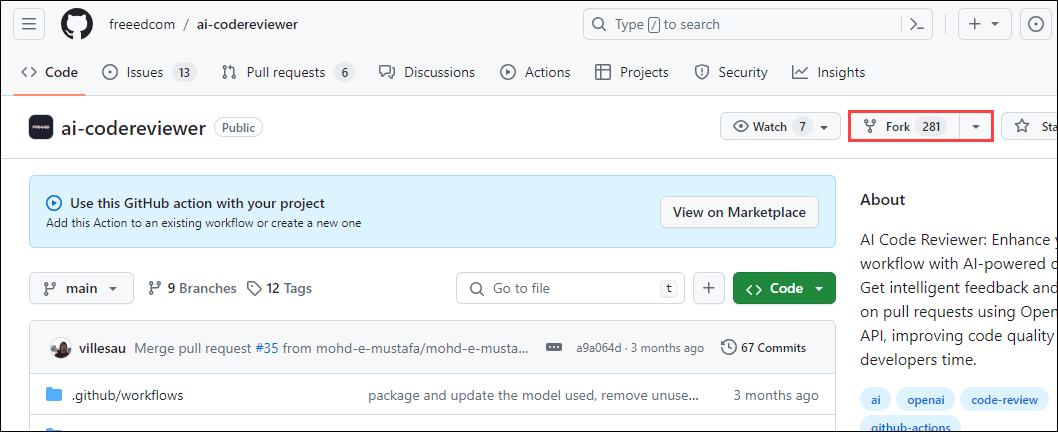 freeedcom / ai-codereviewer
Type / to search
Code Issues 13 Pull requests 6 Discussions Actions Projects Security Insights
ai-codereviewer Public
Watch 7 Fork 281
Use this GitHub action with your project
Add this Action to an existing workflow or create a new one
View on Marketplace
About
AI Code Reviewer: Enhance
workflow with AI-powered
Get intelligent feedback and
on pull requests using
API, improving code quality
developers time.
main 9 Branches 12 Tags
Go to file t
Code
villesau Merge pull request #35 from mohd-e-mustafa/mohd-e-musta... a9a064d · 3 months ago 67 Commits
.github/workflows package and update the model used, remove unuse... 3 months ago
ai openai code-review
github-actions